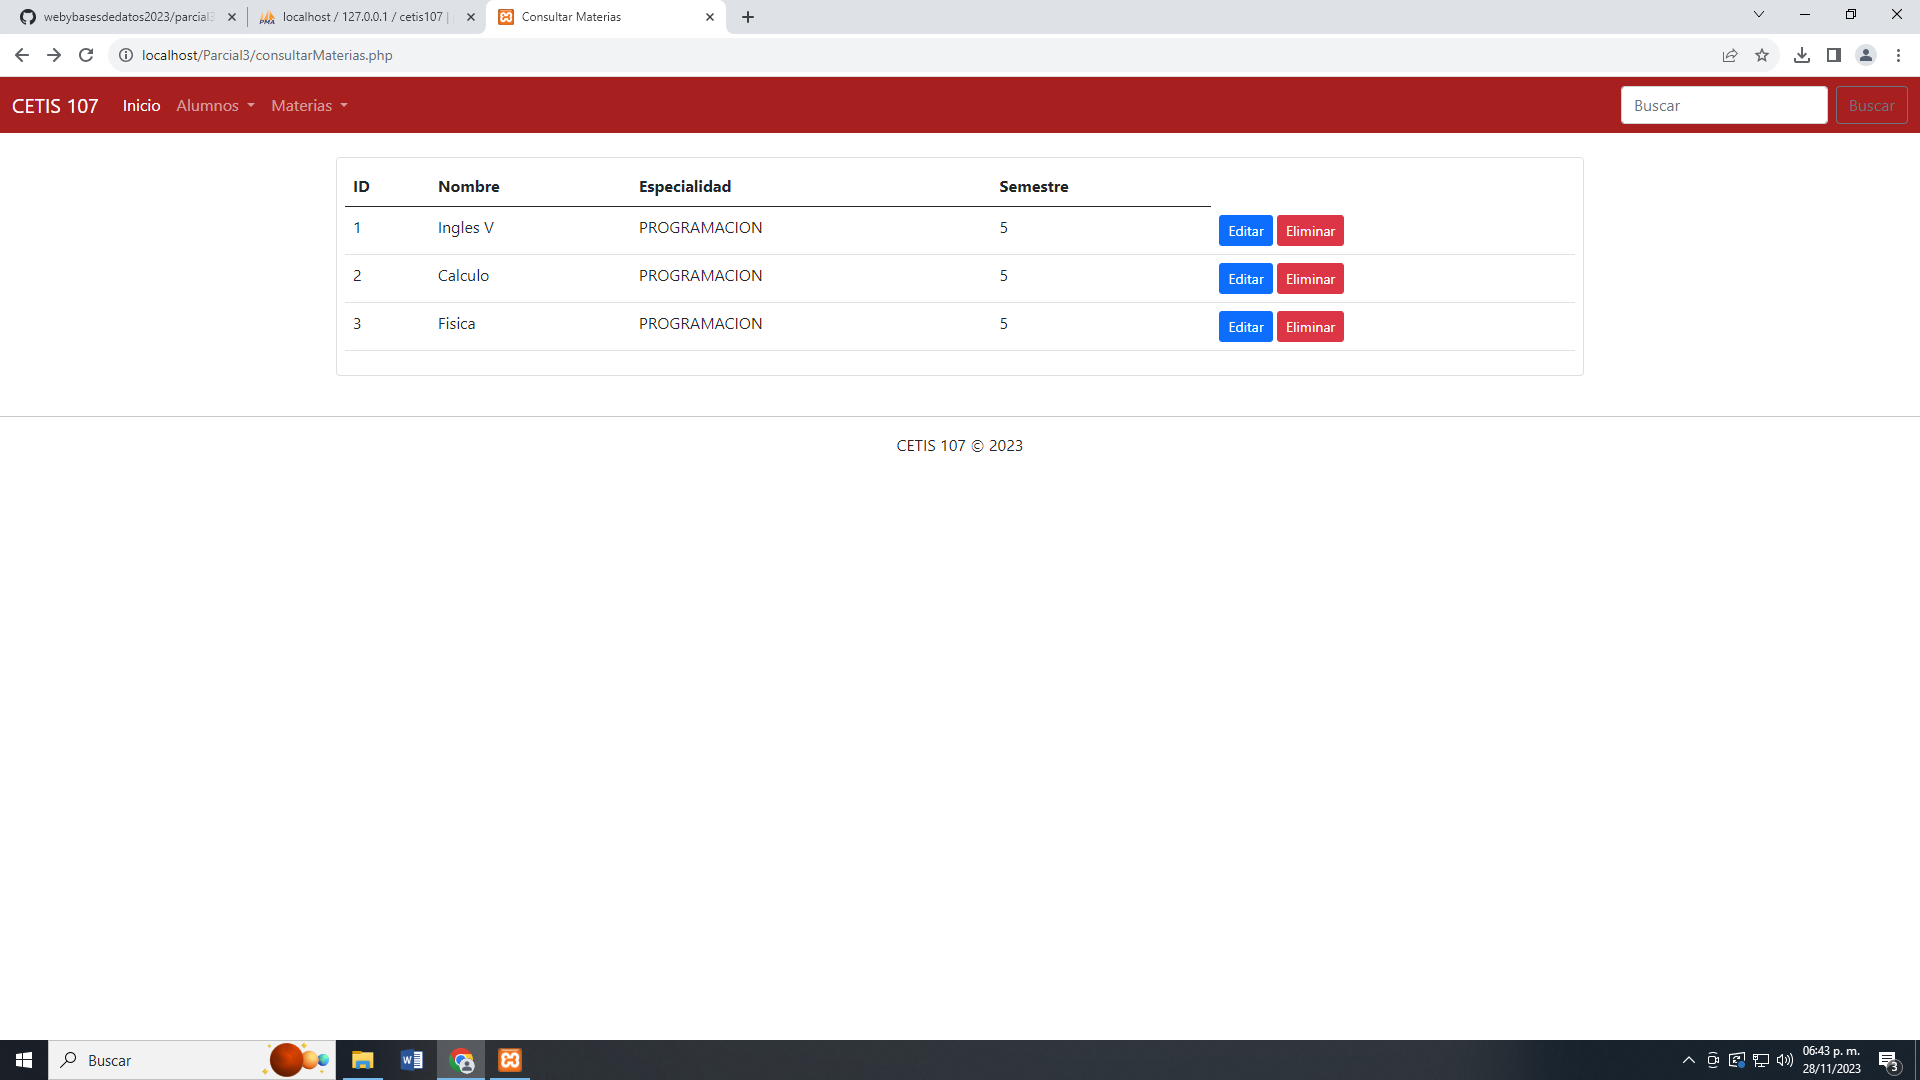 webybasesdedatos2023/parcial3
localhost / 127.0.0.1 / cetis107 |
Consultar Materias
localhost/Parcial3/consultarMaterias.php
CETIS 107 Inicio Alumnos Materias Buscar Buscar
ID Nombre Especialidad Semestre
1 Ingles V PROGRAMACION 5 Editar Eliminar
2 Calculo PROGRAMACION 5 Editar Eliminar
3 Fisica PROGRAMACION 5 Editar Eliminar
CETIS 107 © 2023
Buscar
06:43 p. m.
28/11/2023
3